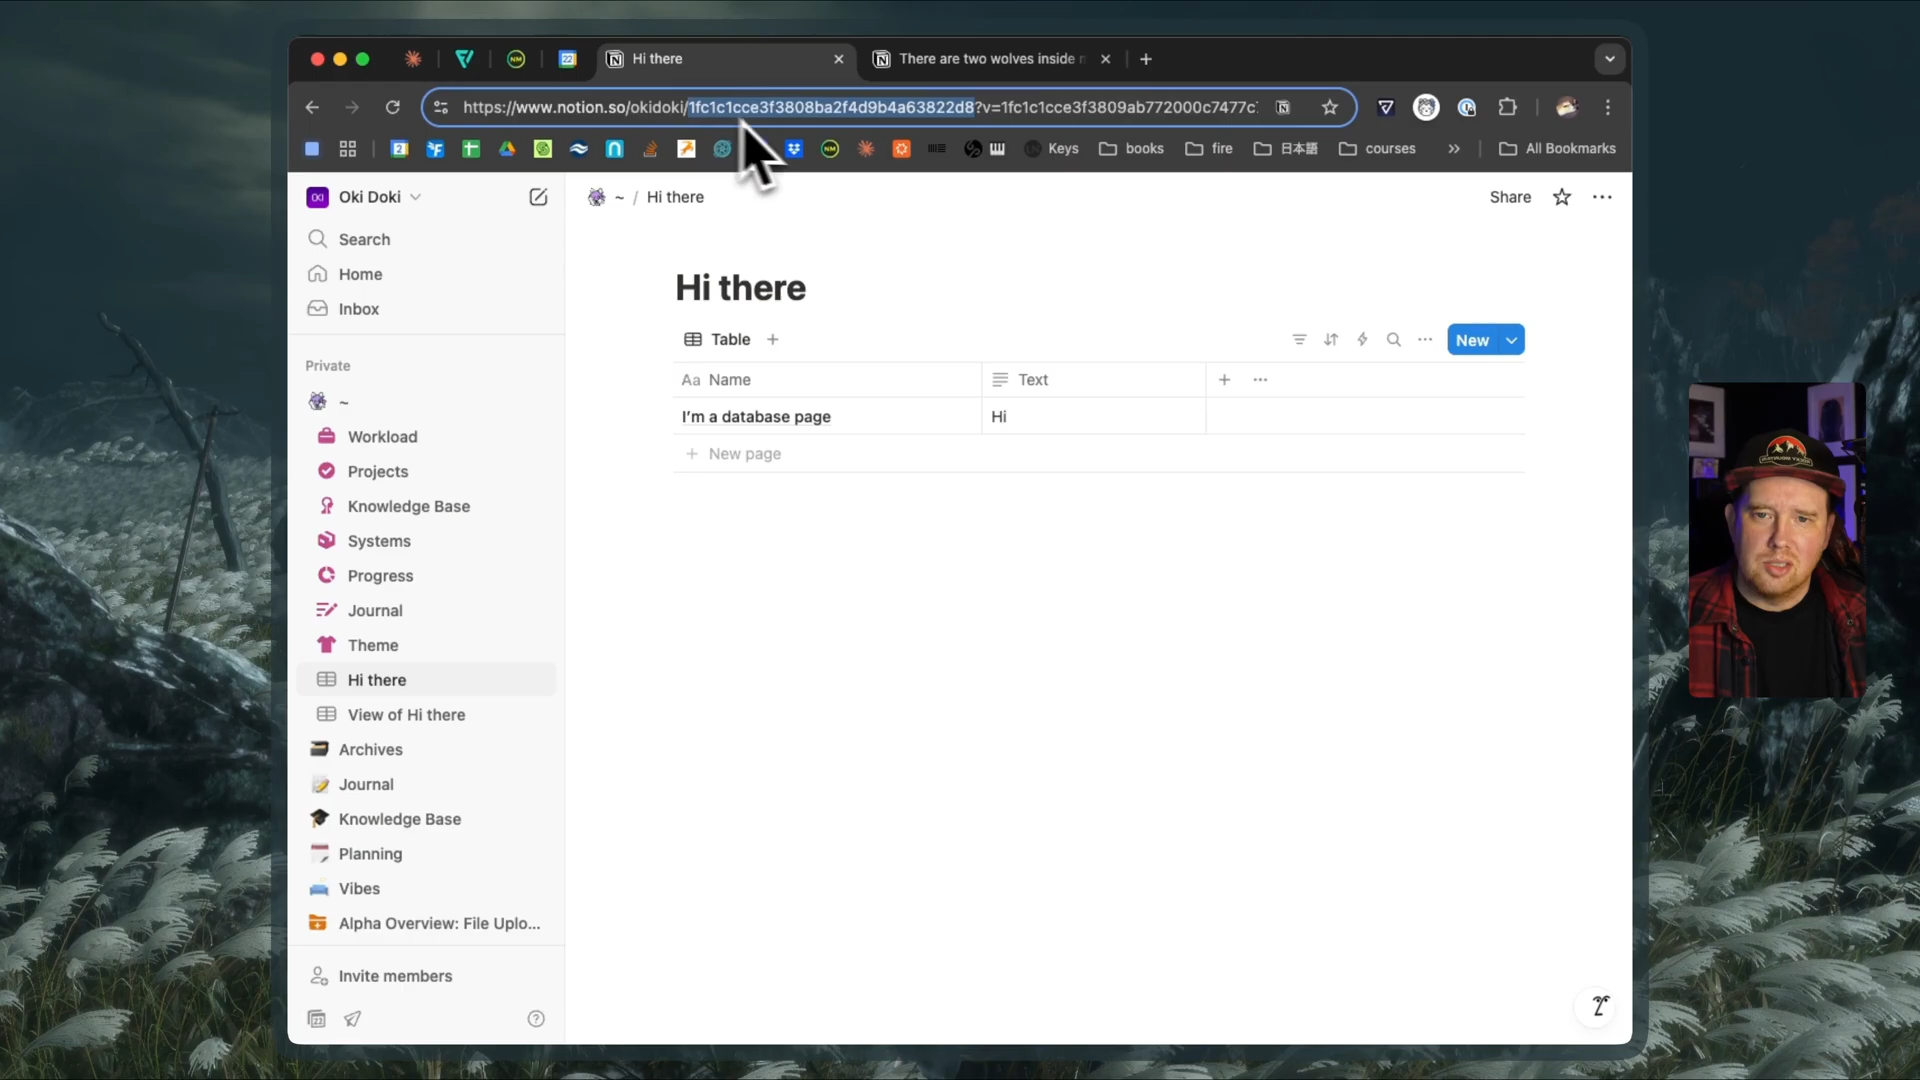 Hi there
There are two wolves inside
https://www.notion.so/okidoki/1fc1c1cce3f3808ba2f4d9b4a63822d8?v=1fc1c1cce3f3809ab772000c7477c
Keys
books
fire
日本語
courses
»
All Bookmarks
Oki Doki
~ / Hi there
Share
Search
Home
Inbox
Private
~
Workload
Projects
Knowledge Base
Systems
Progress
Journal
Theme
Hi there
View of Hi there
Archives
Journal
Knowledge Base
Planning
Vibes
Alpha Overview: File Uplo...
Invite members
Hi there
Table
New
Aa Name
Text
I'm a database page
Hi
New page